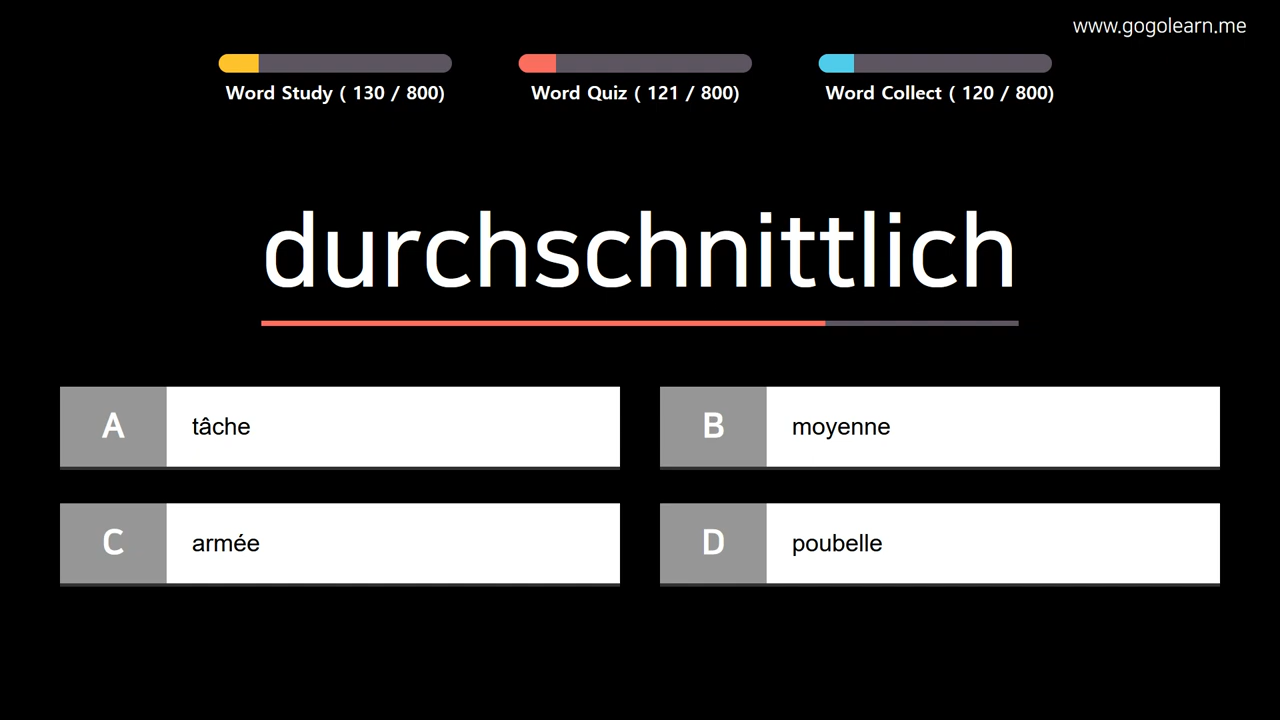 www.gogolearn.me
Word Study ( 130 / 800)
Word Quiz ( 121 / 800)
Word Collect ( 120 / 800)
durchschnittlich
A tâche
B moyenne
C armée
D poubelle